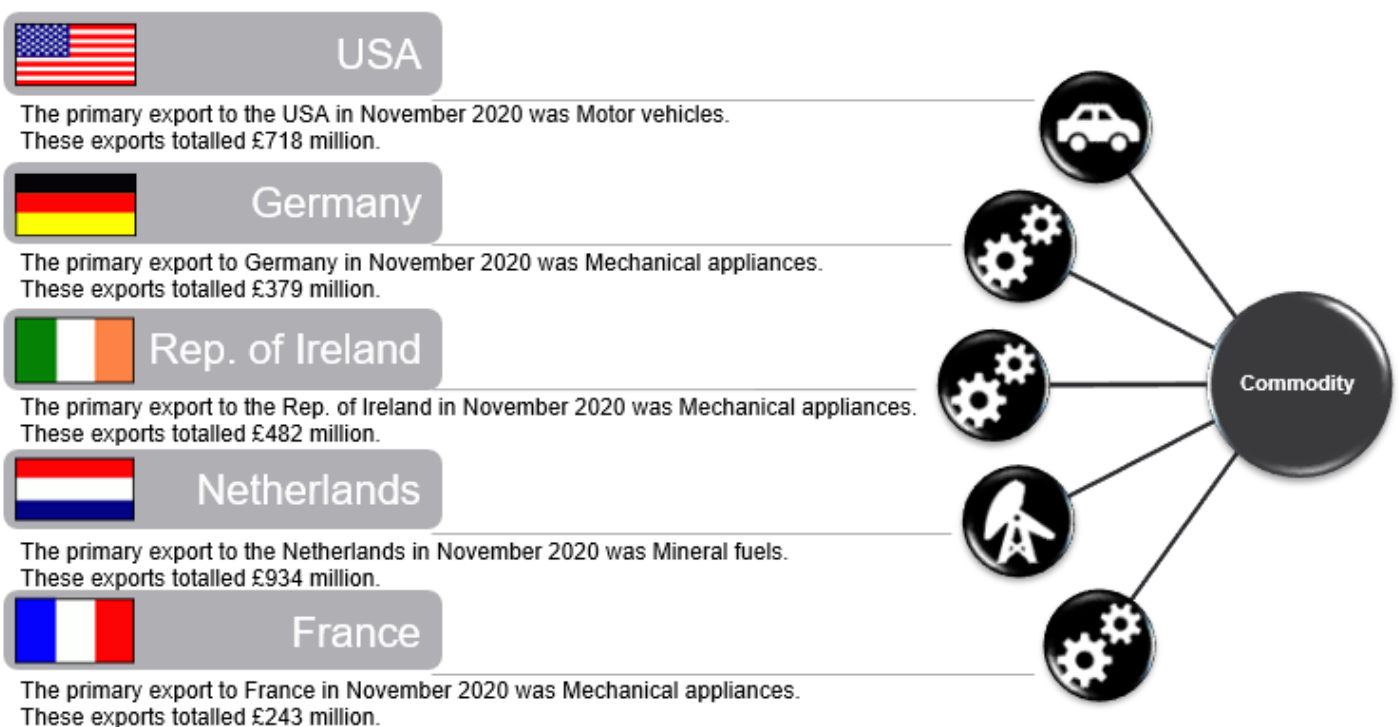 USA
The primary export to the USA in November 2020 was Motor vehicles.
These exports totalled £718 million.
Germany
The primary export to Germany in November 2020 was Mechanical appliances.
These exports totalled £379 million.
Rep. of Ireland
The primary export to the Rep. of Ireland in November 2020 was Mechanical appliances.
These exports totalled £482 million.
Netherlands
The primary export to the Netherlands in November 2020 was Mineral fuels.
These exports totalled £934 million.
France
The primary export to France in November 2020 was Mechanical appliances.
These exports totalled £243 million.
Commodity